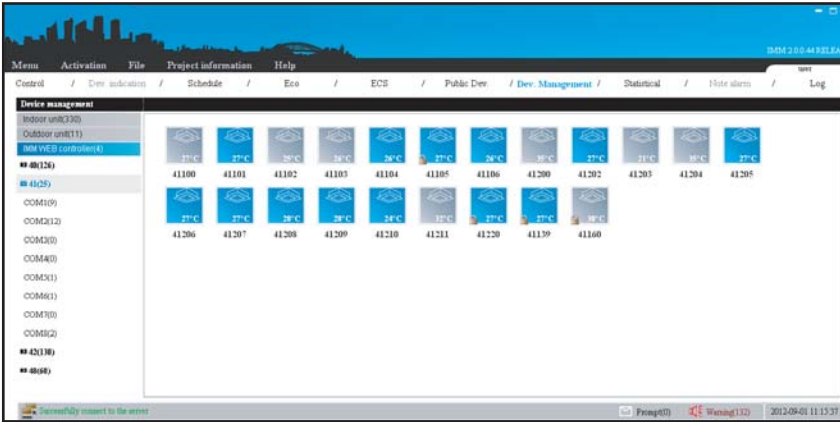 IMM 2.0.0.44 RELEA
Menu Activation File Project information Help
Control / Dev. indication / Schedule / Eco / ECS / Public Dev. / Dev. Management / Statistical / Note alarm / Log
Device management
Indoor unit(330)
Outdoor unit(11)
IMM WEB controller(4)
40(126)
41(25)
COM1(9)
COM2(12)
COM3(0)
COM4(0)
COM5(1)
COM6(1)
COM7(0)
COM8(2)
42(130)
48(60)
27°C 27°C 25°C 26°C 26°C 27°C 26°C 35°C 27°C 21°C 35°C 27°C
41100 41101 41102 41103 41104 41105 41106 41200 41202 41203 41204 41205
27°C 27°C 28°C 28°C 24°C 32°C 27°C 27°C 30°C
41206 41207 41208 41209 41210 41211 41220 41139 41160
Successfully connect to the server
Prompt(0) Warning(132) 2012-09-01 11:15:37